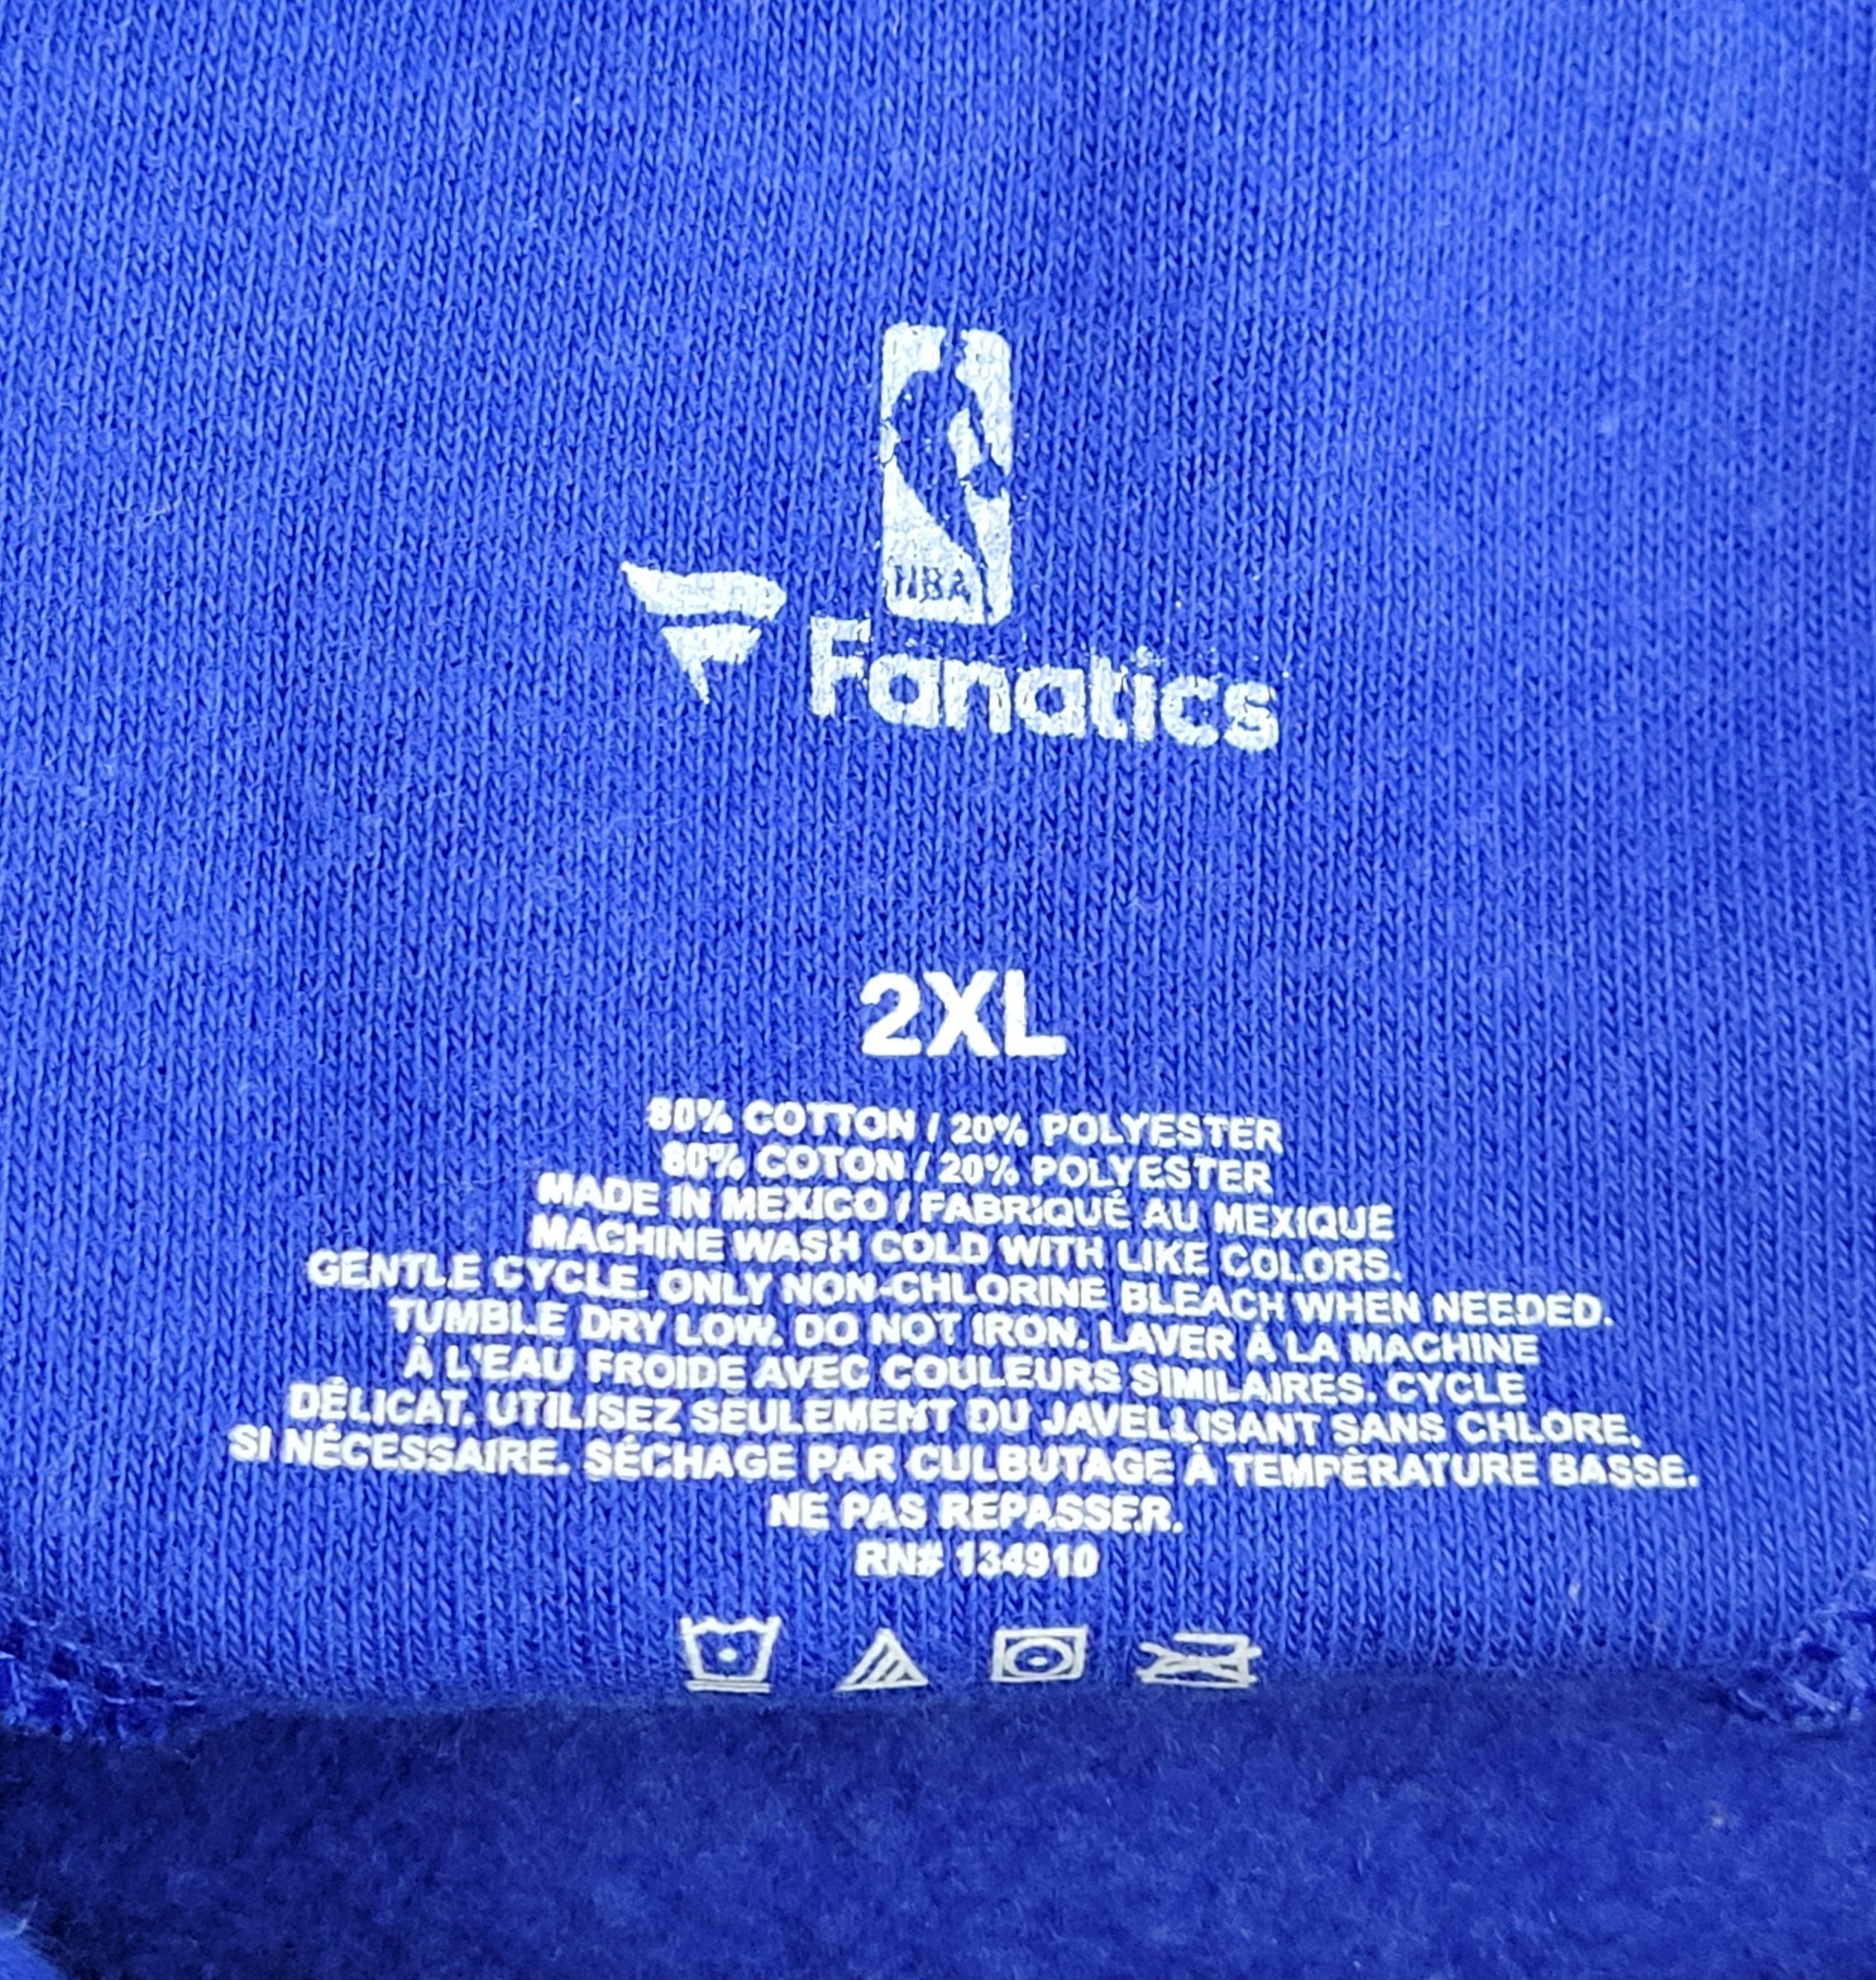 NBA
Fanatics
2XL
80% COTTON / 20% POLYESTER
80% COTON / 20% POLYESTER
MADE IN MEXICO / FABRIQUÉ AU MEXIQUE
MACHINE WASH COLD WITH LIKE COLORS.
GENTLE CYCLE. ONLY NON-CHLORINE BLEACH WHEN NEEDED.
TUMBLE DRY LOW. DO NOT IRON. LAVER À LA MACHINE
À L'EAU FROIDE AVEC COULEURS SIMILAIRES. CYCLE
DÉLICAT. UTILISEZ SEULEMENT DU JAVELLISANT SANS CHLORE,
SI NÉCESSAIRE. SÉCHAGE PAR CULBUTAGE À TEMPÉRATURE BASSE.
NE PAS REPASSER.
RN# 134910